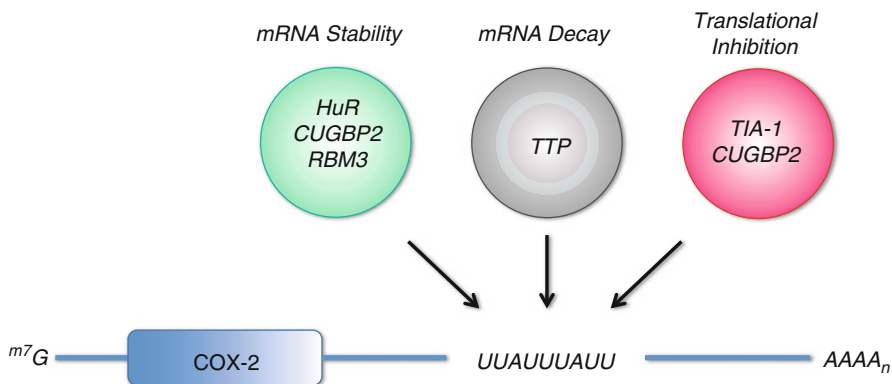 mRNA Stability
mRNA Decay
Translational
Inhibition
HuR
CUGBP2
RBM3
TTP
TIA-1
CUGBP2
m7G
COX-2
UUAUUUAUU
AAAAn